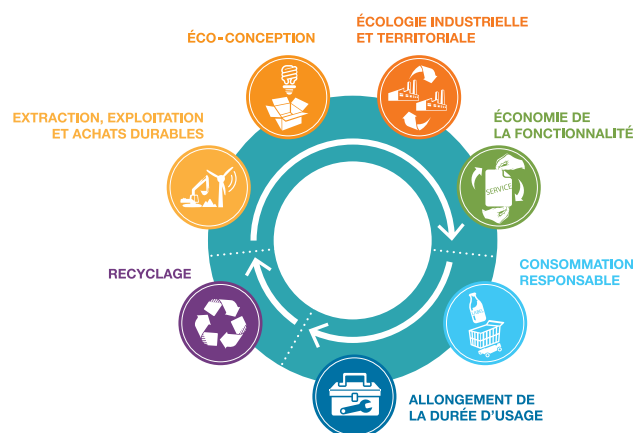 ÉCOLOGIE INDUSTRIELLE
ET TERRITORIALE
ÉCO-CONCEPTION
EXTRACTION, EXPLOITATION
ET ACHATS DURABLES
ÉCONOMIE DE
LA FONCTIONNALITÉ
SERVICE
CONSOMMATION
RESPONSABLE
RECYCLAGE
ALLONGEMENT DE
LA DURÉE D'USAGE